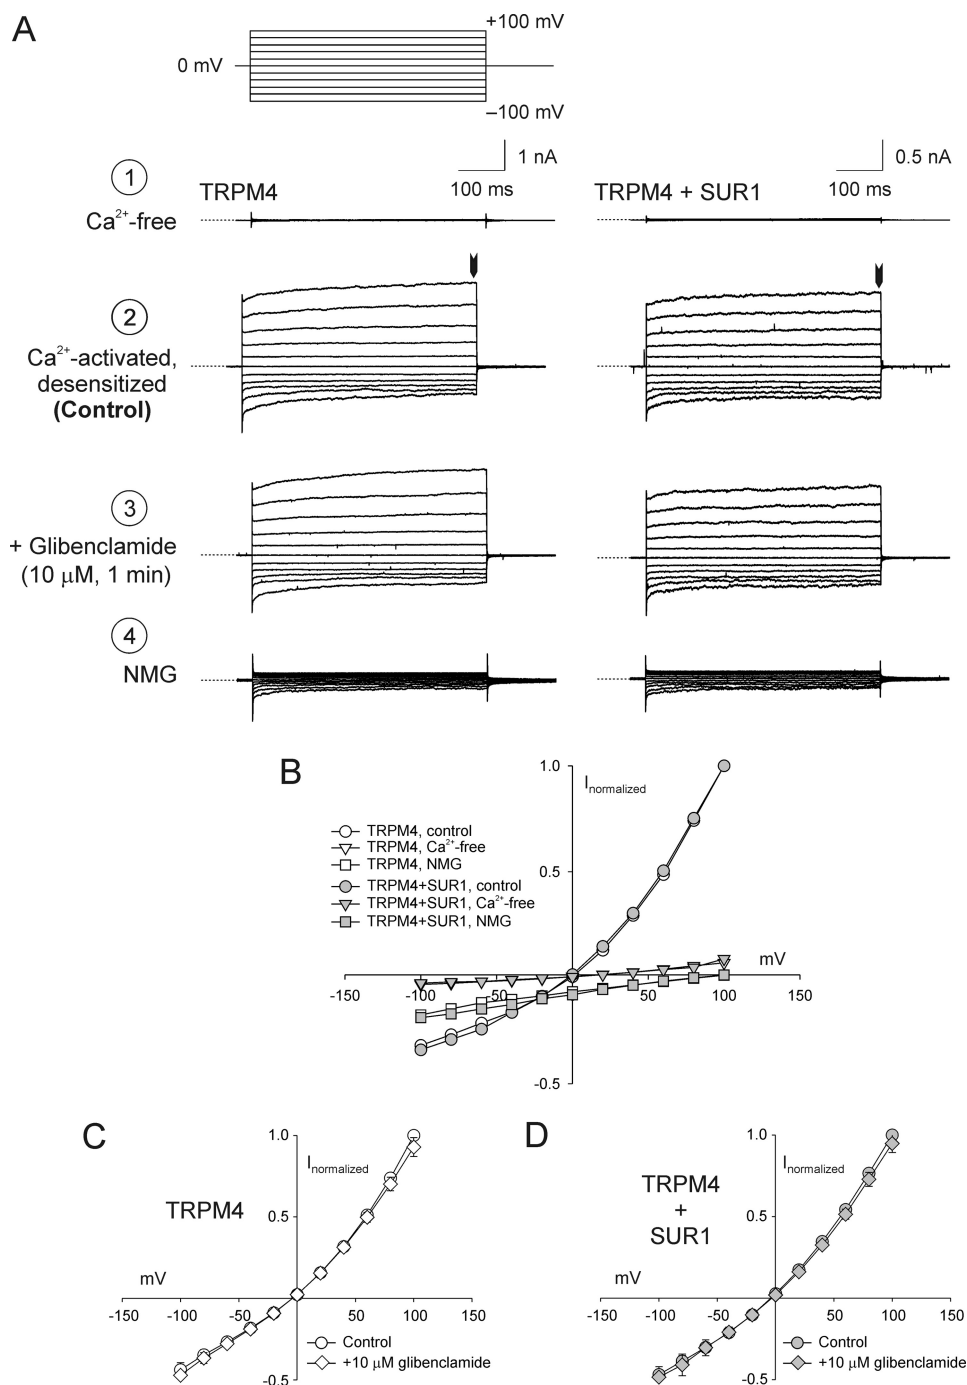 A
+100 mV
0 mV
–100 mV
1 nA
100 ms
0.5 nA
100 ms
1
Ca2+-free
TRPM4
TRPM4 + SUR1
2
Ca2+-activated,
desensitized
(Control)
3
+ Glibenclamide
(10 μM, 1 min)
4
NMG
B
1.0
Inormalized
TRPM4, control
TRPM4, Ca2+-free
TRPM4, NMG
TRPM4+SUR1, control
TRPM4+SUR1, Ca2+-free
TRPM4+SUR1, NMG
0.5
mV
-150 -100 -50 0 50 100 150
-0.5
C
1.0
Inormalized
TRPM4
0.5
mV
-150 -100 -50 0 50 100 150
Control
+10 μM glibenclamide
-0.5
D
1.0
Inormalized
TRPM4
+
SUR1
0.5
mV
-150 -100 -50 0 50 100 150
Control
+10 μM glibenclamide
-0.5